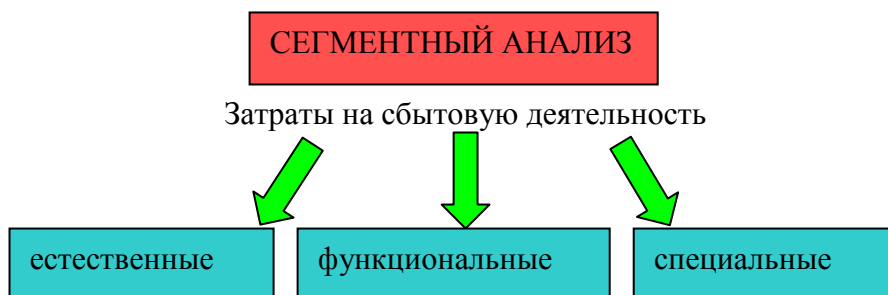 СЕГМЕНТНЫЙ АНАЛИЗ
Затраты на сбытовую деятельность
естественные
функциональные
специальные